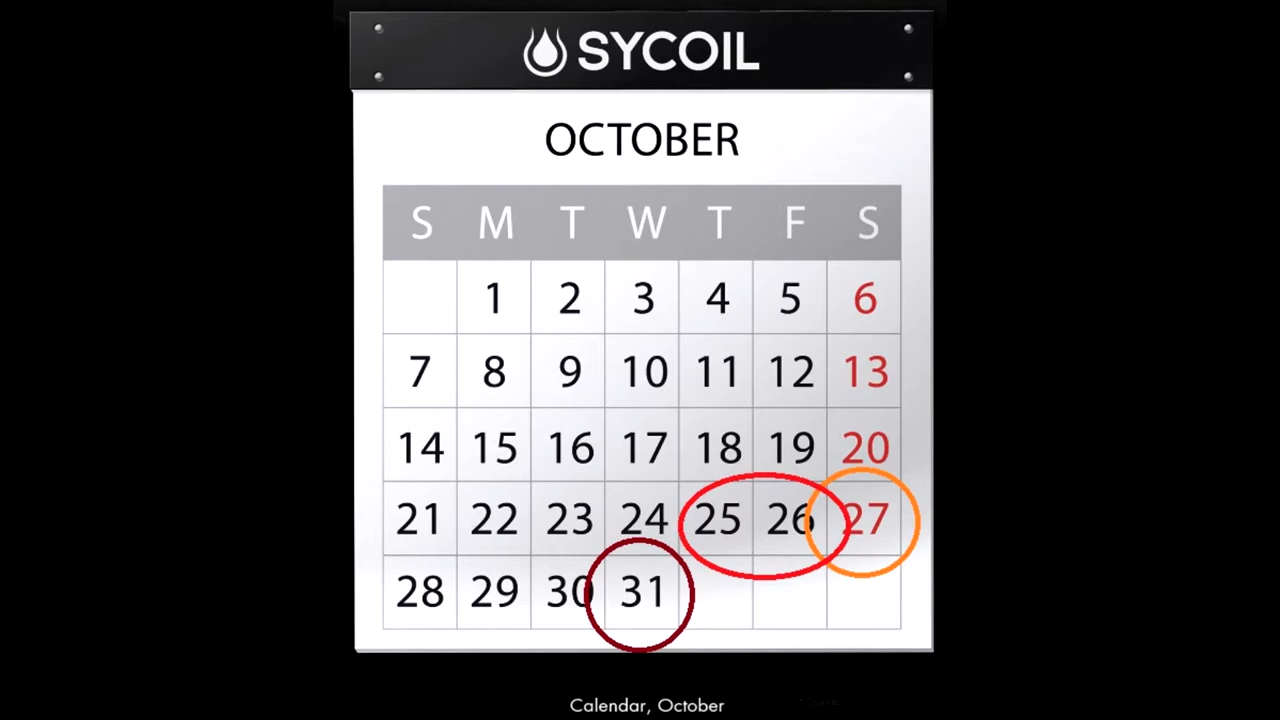 SYCOIL
OCTOBER
S M T W T F S
1 2 3 4 5 6
7 8 9 10 11 12 13
14 15 16 17 18 19 20
21 22 23 24 25 26 27
28 29 30 31
Calendar, October